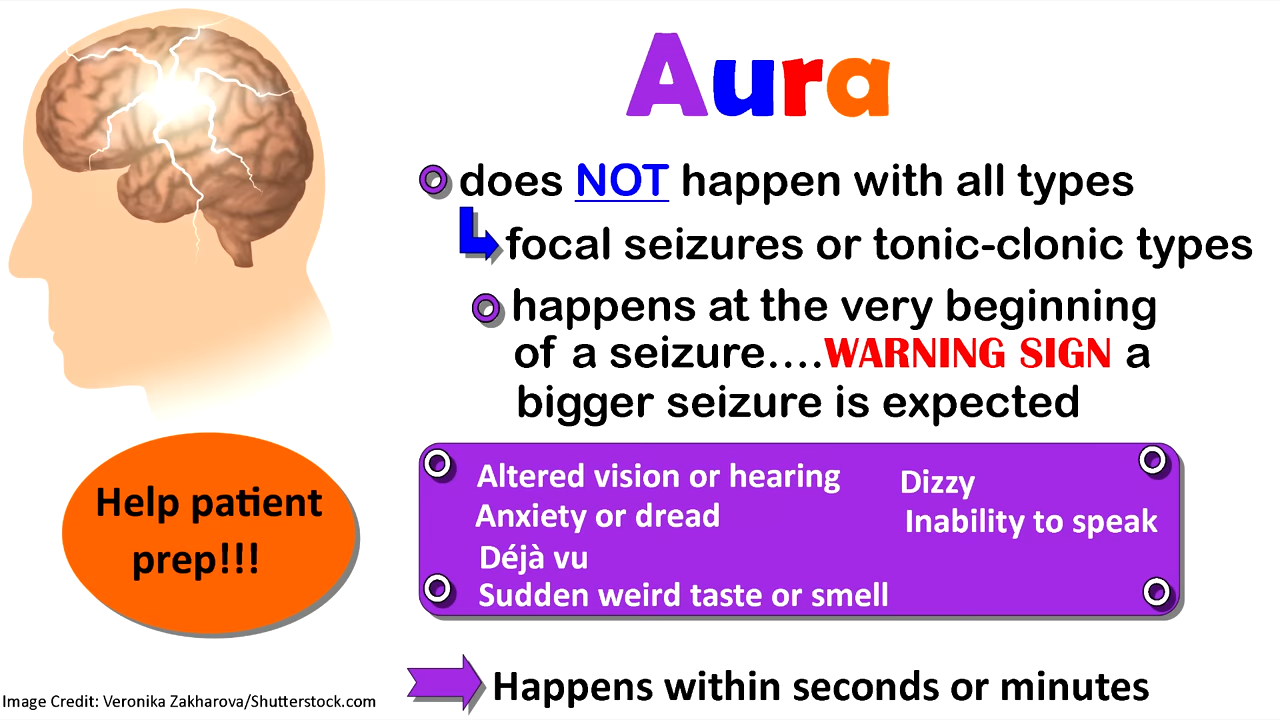 Aura
does NOT happen with all types
focal seizures or tonic-clonic types
happens at the very beginning
of a seizure....WARNING SIGN a
bigger seizure is expected
Help patient
prep!!!
Altered vision or hearing
Anxiety or dread
Déjà vu
Sudden weird taste or smell
Dizzy
Inability to speak
Happens within seconds or minutes
Image Credit: Veronika Zakharova/Shutterstock.com